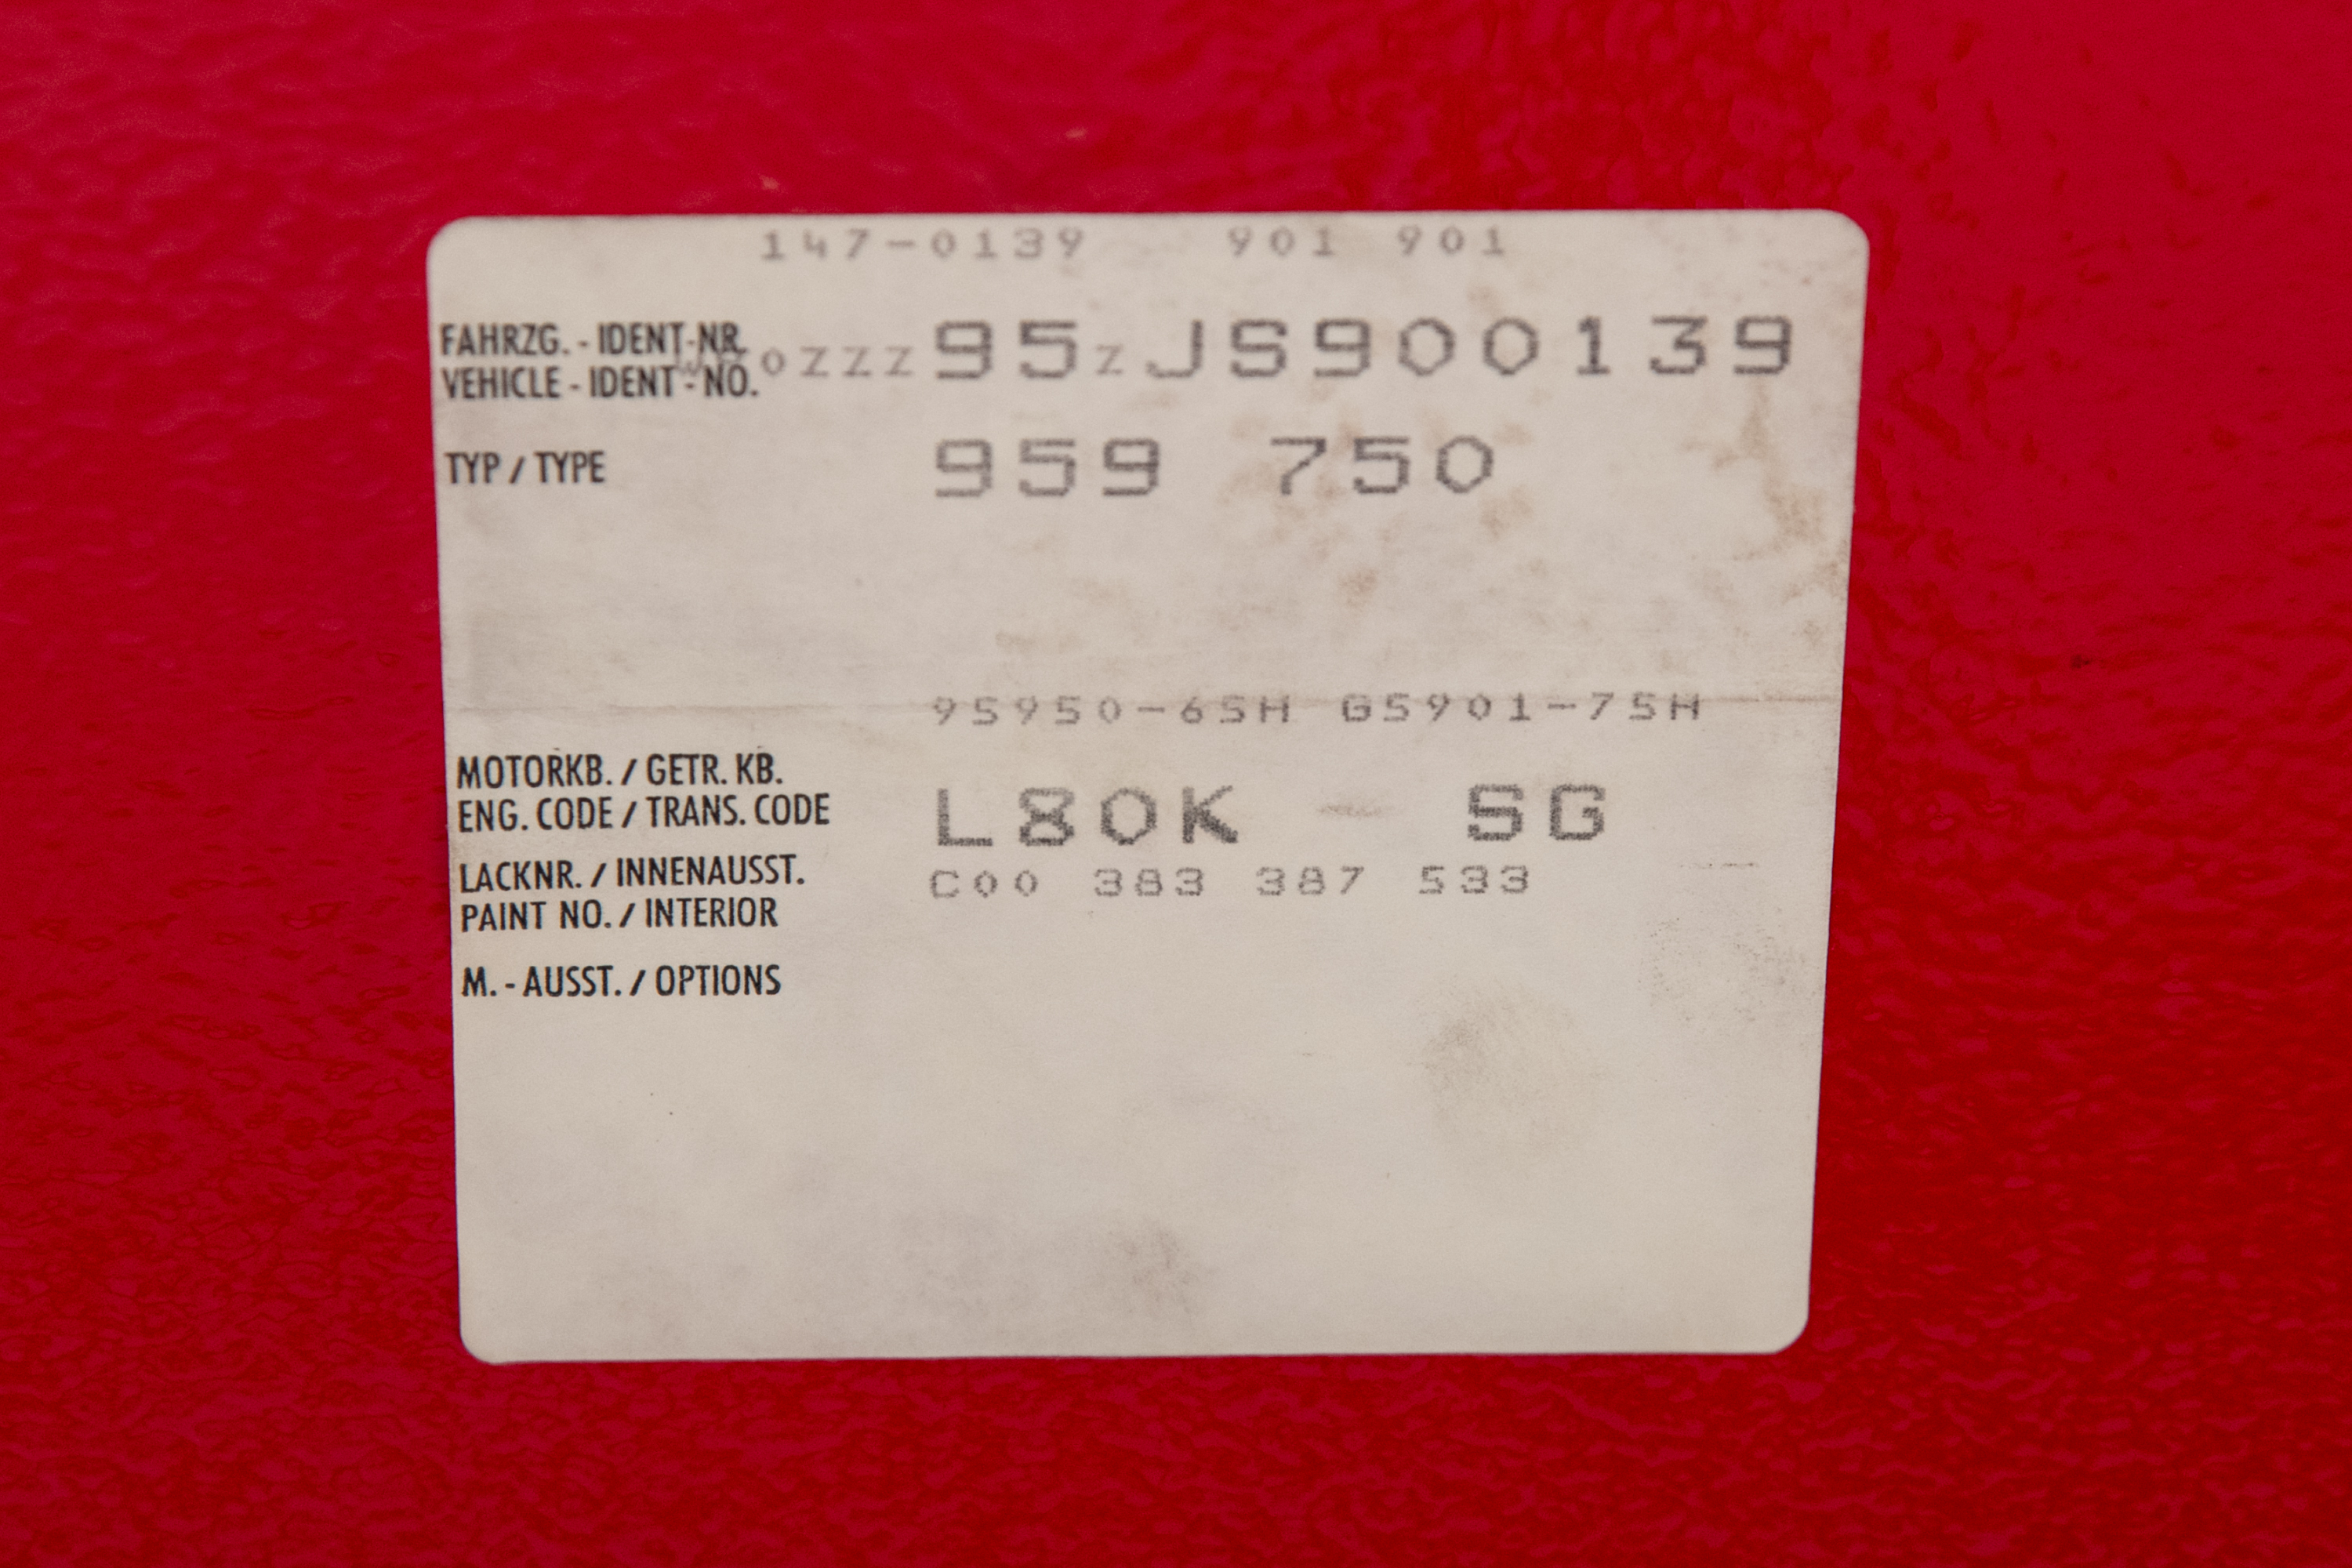 147-0139 901 901
FAHRZG. - IDENT-NR.
VEHICLE - IDENT - NO.
WP0ZZZ95ZJS900139
TYP / TYPE 959 750
95950-65H G5901-75H
MOTORKB. / GETR. KB.
ENG. CODE / TRANS. CODE
L80K SG
LACKNR. / INNENAUSST.
C00 383 387 533
PAINT NO. / INTERIOR
M. - AUSST. / OPTIONS